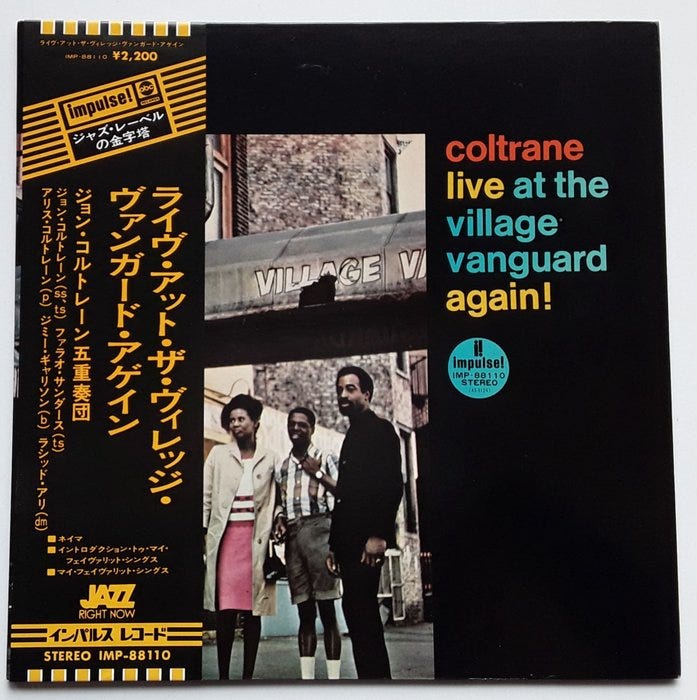 ライヴ・アット・ザ・ヴィレッジ・ヴァンガード・アゲイン
IMP-88110 ¥2,200
impulse! abc RECORDS
ジャズ・レーベル
の金字塔
ライヴ・アット・ザ・ヴィレッジ・
ヴァンガード・アゲイン
ジョン・コルトレーン五重奏団
ジョン・コルトレーン(ss、ts) ファラオ・サンダース(ts)
アリス・コルトレーン(p) ジミー・ギャリソン(b) ラシッド・アリ(dm)
■ネイマ
■イントロダクション・トゥ・マイ・
フェイヴァリット・シングス
■マイ・フェイヴァリット・シングス
JAZZ
RIGHT NOW
インパルス レコード
STEREO IMP-88110
VILLAGE VA
coltrane
live at the
village
vanguard
again!
i!
impulse!
IMP-88110
STEREO